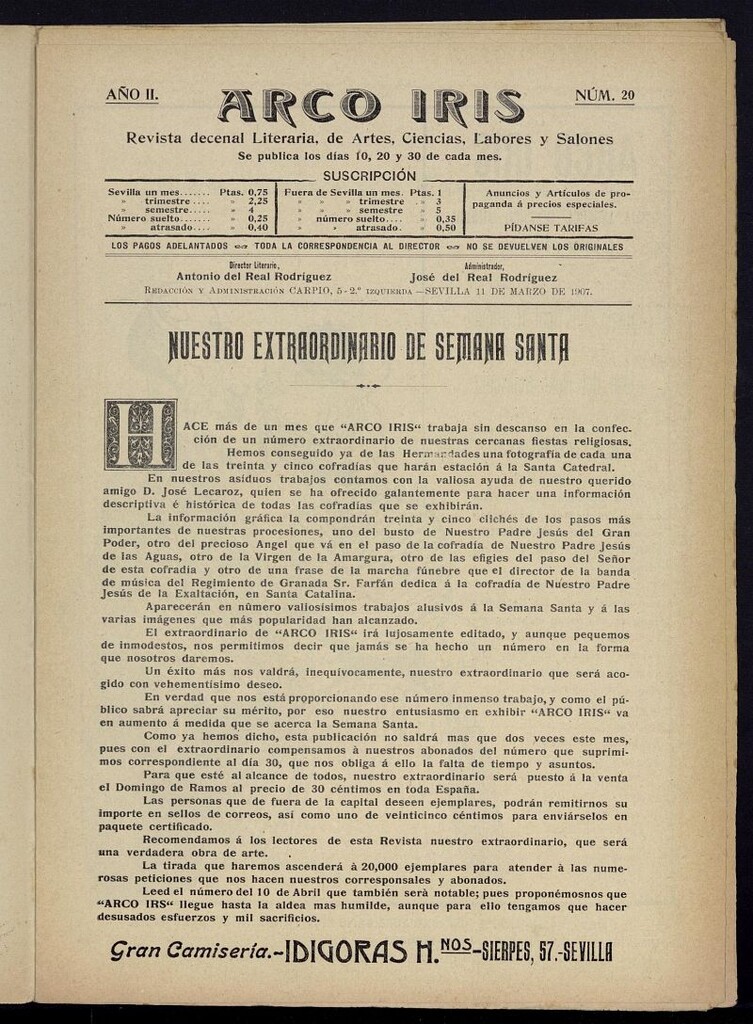 AÑO II.
ARCO IRIS
NÚM. 20
Revista decenal Literaria, de Artes, Ciencias, Labores y Salones
Se publica los días 10, 20 y 30 de cada mes.
SUSCRIPCIÓN
Sevilla un mes....... Ptas. 0,75
» trimestre.... » 2,25
» semestre.... » 4
Número suelto....... » 0,25
» atrasado.... » 0,40
Fuera de Sevilla un mes. Ptas. 1
» » » trimestre . » 3
» » » semestre » 5
» número suelto.... » 0,35
» » atrasado. » 0,50
Anuncios y Artículos de pro-
paganda á precios especiales.
PÍDANSE TARIFAS
LOS PAGOS ADELANTADOS TODA LA CORRESPONDENCIA AL DIRECTOR NO SE DEVUELVEN LOS ORIGINALES
Director Literario,
Antonio del Real Rodríguez
Administrador,
José del Real Rodríguez
REDACCIÓN Y ADMINISTRACIÓN CARPIO, 5-2.º IZQUIERDA—SEVILLA 11 DE MARZO DE 1907.
NUESTRO EXTRAORDINARIO DE SEMANA SANTA
HACE más de un mes que “ARCO IRIS“ trabaja sin descanso en la confec-
ción de un número extraordinario de nuestras cercanas fiestas religiosas.
Hemos conseguido ya de las Hermandades una fotografía de cada una
de las treinta y cinco cofradías que harán estación á la Santa Catedral.
En nuestros asiduos trabajos contamos con la valiosa ayuda de nuestro querido
amigo D. José Lecaroz, quien se ha ofrecido galantemente para hacer una información
descriptiva é histórica de todas las cofradías que se exhibirán.
La información gráfica la compondrán treinta y cinco clichés de los pasos más
importantes de nuestras procesiones, uno del busto de Nuestro Padre Jesús del Gran
Poder, otro del precioso Angel que vá en el paso de la cofradía de Nuestro Padre Jesús
de las Aguas, otro de la Virgen de la Amargura, otro de las efigies del paso del Señor
de esta cofradía y otro de una frase de la marcha fúnebre que el director de la banda
de música del Regimiento de Granada Sr. Farfán dedica á la cofradía de Nuestro Padre
Jesús de la Exaltación, en Santa Catalina.
Aparecerán en número valiosísimos trabajos alusivós á la Semana Santa y á las
varias imágenes que más popularidad han alcanzado.
El extraordinario de “ARCO IRIS“ irá lujosamente editado, y aunque pequemos
de inmodestos, nos permitimos decir que jamás se ha hecho un número en la forma
que nosotros daremos.
Un éxito más nos valdrá, inequívocamente, nuestro extraordinario que será aco-
gido con vehementísimo deseo.
En verdad que nos está proporcionando ese número inmenso trabajo, y como el pú-
blico sabrá apreciar su mérito, por eso nuestro entusiasmo en exhibir “ARCO IRIS“ va
en aumento á medida que se acerca la Semana Santa.
Como ya hemos dicho, esta publicación no saldrá mas que dos veces este mes,
pues con el extraordinario compensamos á nuestros abonados del número que suprimi-
mos correspondiente al día 30, que nos obliga á ello la falta de tiempo y asuntos.
Para que esté al alcance de todos, nuestro extraordinario será puesto á la venta
el Domingo de Ramos al precio de 30 céntimos en toda España.
Las personas que de fuera de la capital deseen ejemplares, podrán remitirnos su
importe en sellos de correos, así como uno de veinticinco céntimos para enviárselos en
paquete certificado.
Recomendamos á los lectores de esta Revista nuestro extraordinario, que será
una verdadera obra de arte.
La tirada que haremos ascenderá á 20,000 ejemplares para atender à las nume-
rosas peticiones que nos hacen nuestros corresponsales y abonados.
Leed el número del 10 de Abril que también será notable; pues proponémosnos que
“ARCO IRS“ llegue hasta la aldea mas humilde, aunque para ello tengamos que hacer
desusados esfuerzos y mil sacrificios.
Gran Camisería.-IDIGORAS H.NOS-SIERPES, 57.-SEVILLA